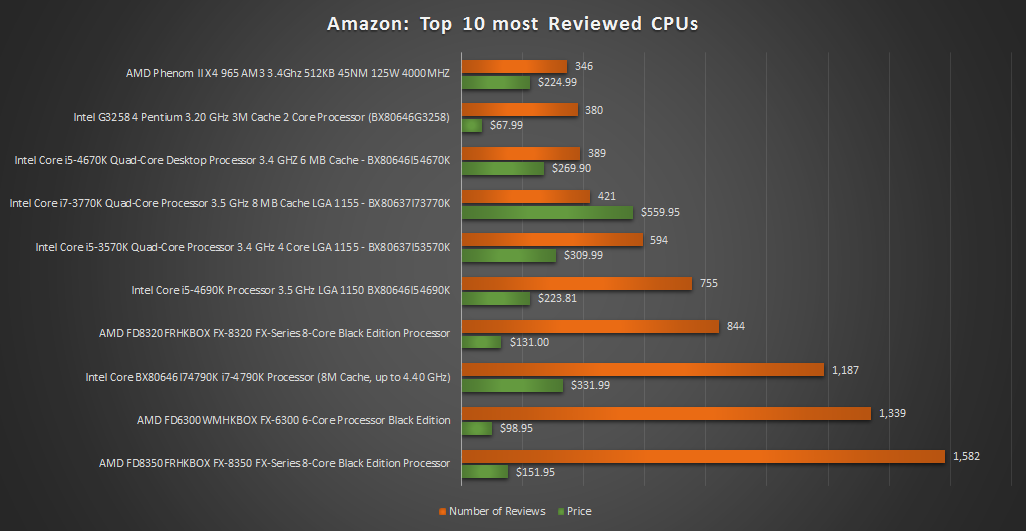 Amazon: Top 10 most Reviewed CPUs
AMD Phenom II X4 965 AM3 3.4Ghz 512KB 45NM 125W 4000MHZ
346
$224.99
Intel G3258 4 Pentium 3.20 GHz 3M Cache 2 Core Processor (BX80646G3258)
380
$67.99
Intel Core i5-4670K Quad-Core Desktop Processor 3.4 GHZ 6 MB Cache - BX80646I54670K
389
$269.90
Intel Core i7-3770K Quad-Core Processor 3.5 GHz 8 MB Cache LGA 1155 - BX80637I73770K
421
$559.95
Intel Core i5-3570K Quad-Core Processor 3.4 GHz 4 Core LGA 1155 - BX80637I53570K
594
$309.99
Intel Core i5-4690K Processor 3.5 GHz LGA 1150 BX80646I54690K
755
$223.81
AMD FD8320FRHKBOX FX-8320 FX-Series 8-Core Black Edition Processor
844
$131.00
Intel Core BX80646I74790K i7-4790K Processor (8M Cache, up to 4.40 GHz)
1,187
$331.99
AMD FD6300WMHKBOX FX-6300 6-Core Processor Black Edition
1,339
$98.95
AMD FD8350FRHKBOX FX-8350 FX-Series 8-Core Black Edition Processor
1,582
$151.95
Number of Reviews
Price